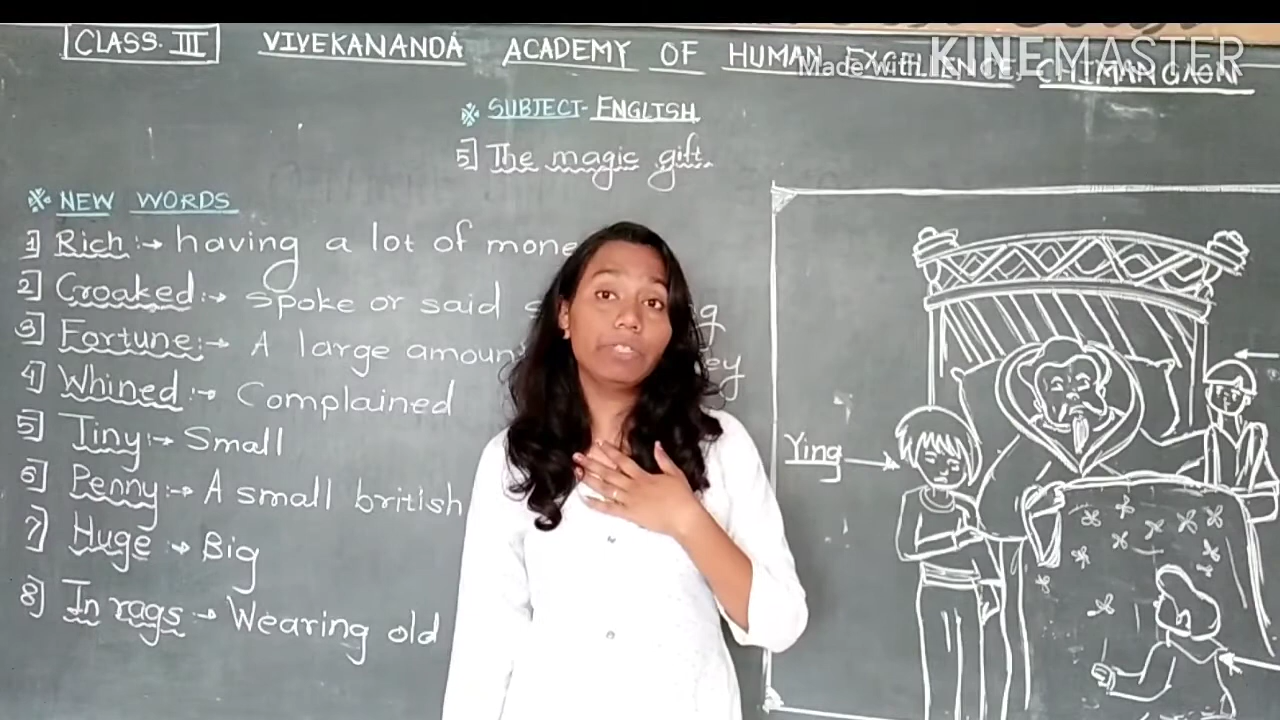 CLASS. III VIVEKANANDA ACADEMY OF HUMAN EXCELLENCE, CHIMANGAON
Made with KINEMASTER
※ SUBJECT- ENGLISH
5] The magic gift.
※ NEW WORDS
1] Rich :→ having a lot of mone
2] Croaked :→ Spoke or said s g
3] Fortune :→ A large amoun ey
4] Whined :→ Complained
5] Tiny :→ Small
6] Penny :→ A small british
7] Huge :→ Big
8] In rags :→ Wearing old
Ying →